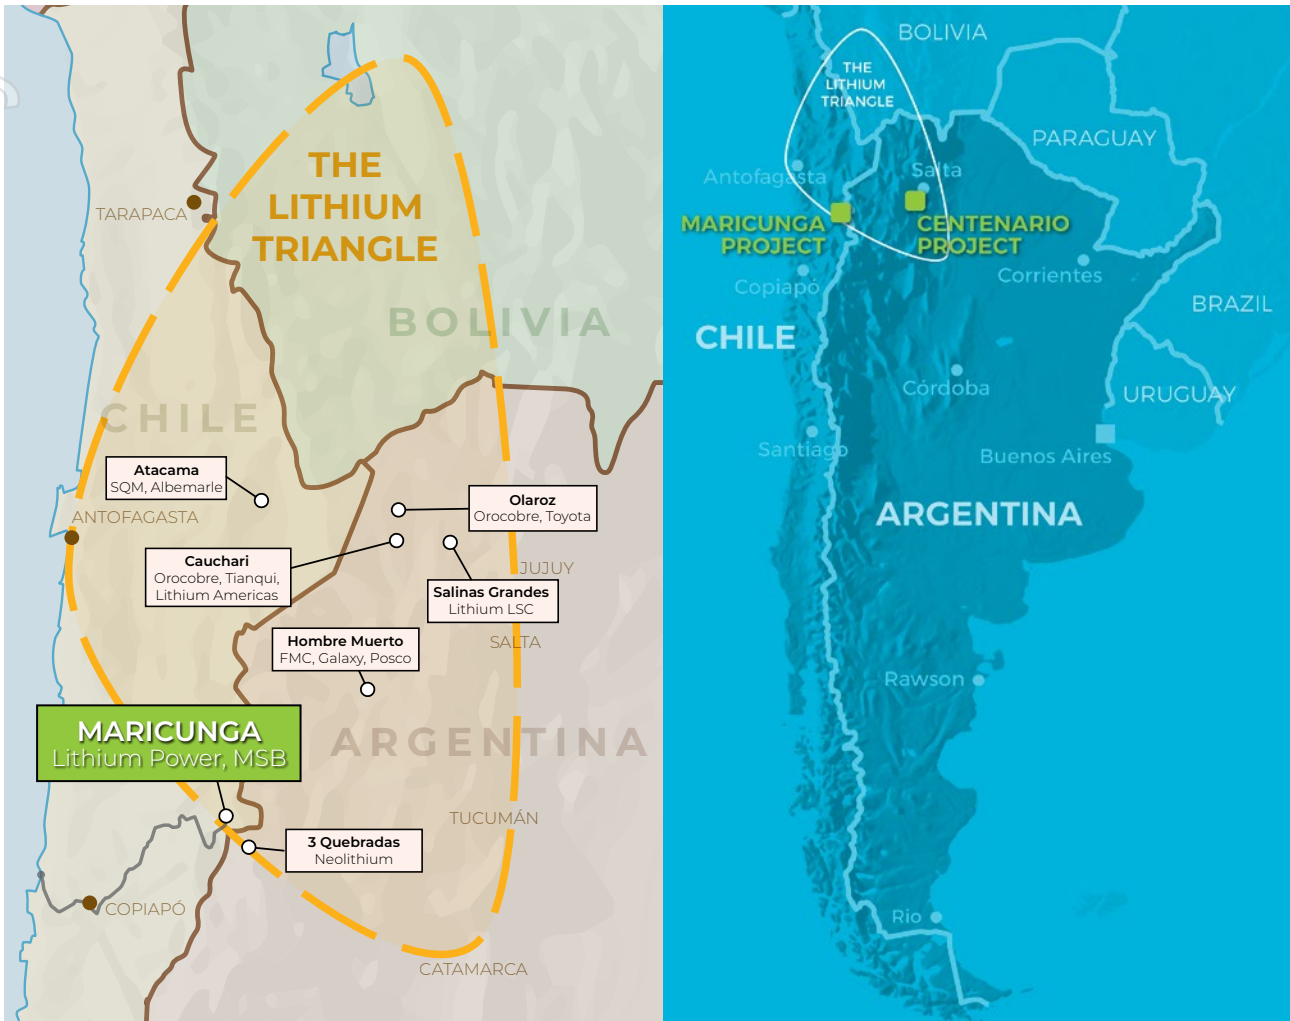 THE
LITHIUM
TRIANGLE
TARAPACA
BOLIVIA
CHILE
Atacama
SQM, Albemarle
ANTOFAGASTA
Olaroz
Orocobre, Toyota
Cauchari
Orocobre, Tianqui,
Lithium Americas
JUJUY
Salinas Grandes
Lithium LSC
SALTA
Hombre Muerto
FMC, Galaxy, Posco
MARICUNGA
Lithium Power, MSB
ARGENTINA
TUCUMÁN
3 Quebradas
Neolithium
COPIAPÓ
CATAMARCA
BOLIVIA
THE
LITHIUM
TRIANGLE
PARAGUAY
Antofagasta
Salta
MARICUNGA
PROJECT
CENTENARIO
PROJECT
Corrientes
Copiapó
BRAZIL
CHILE
Córdoba
URUGUAY
Santiago
Buenos Aires
ARGENTINA
Rawson
Rio